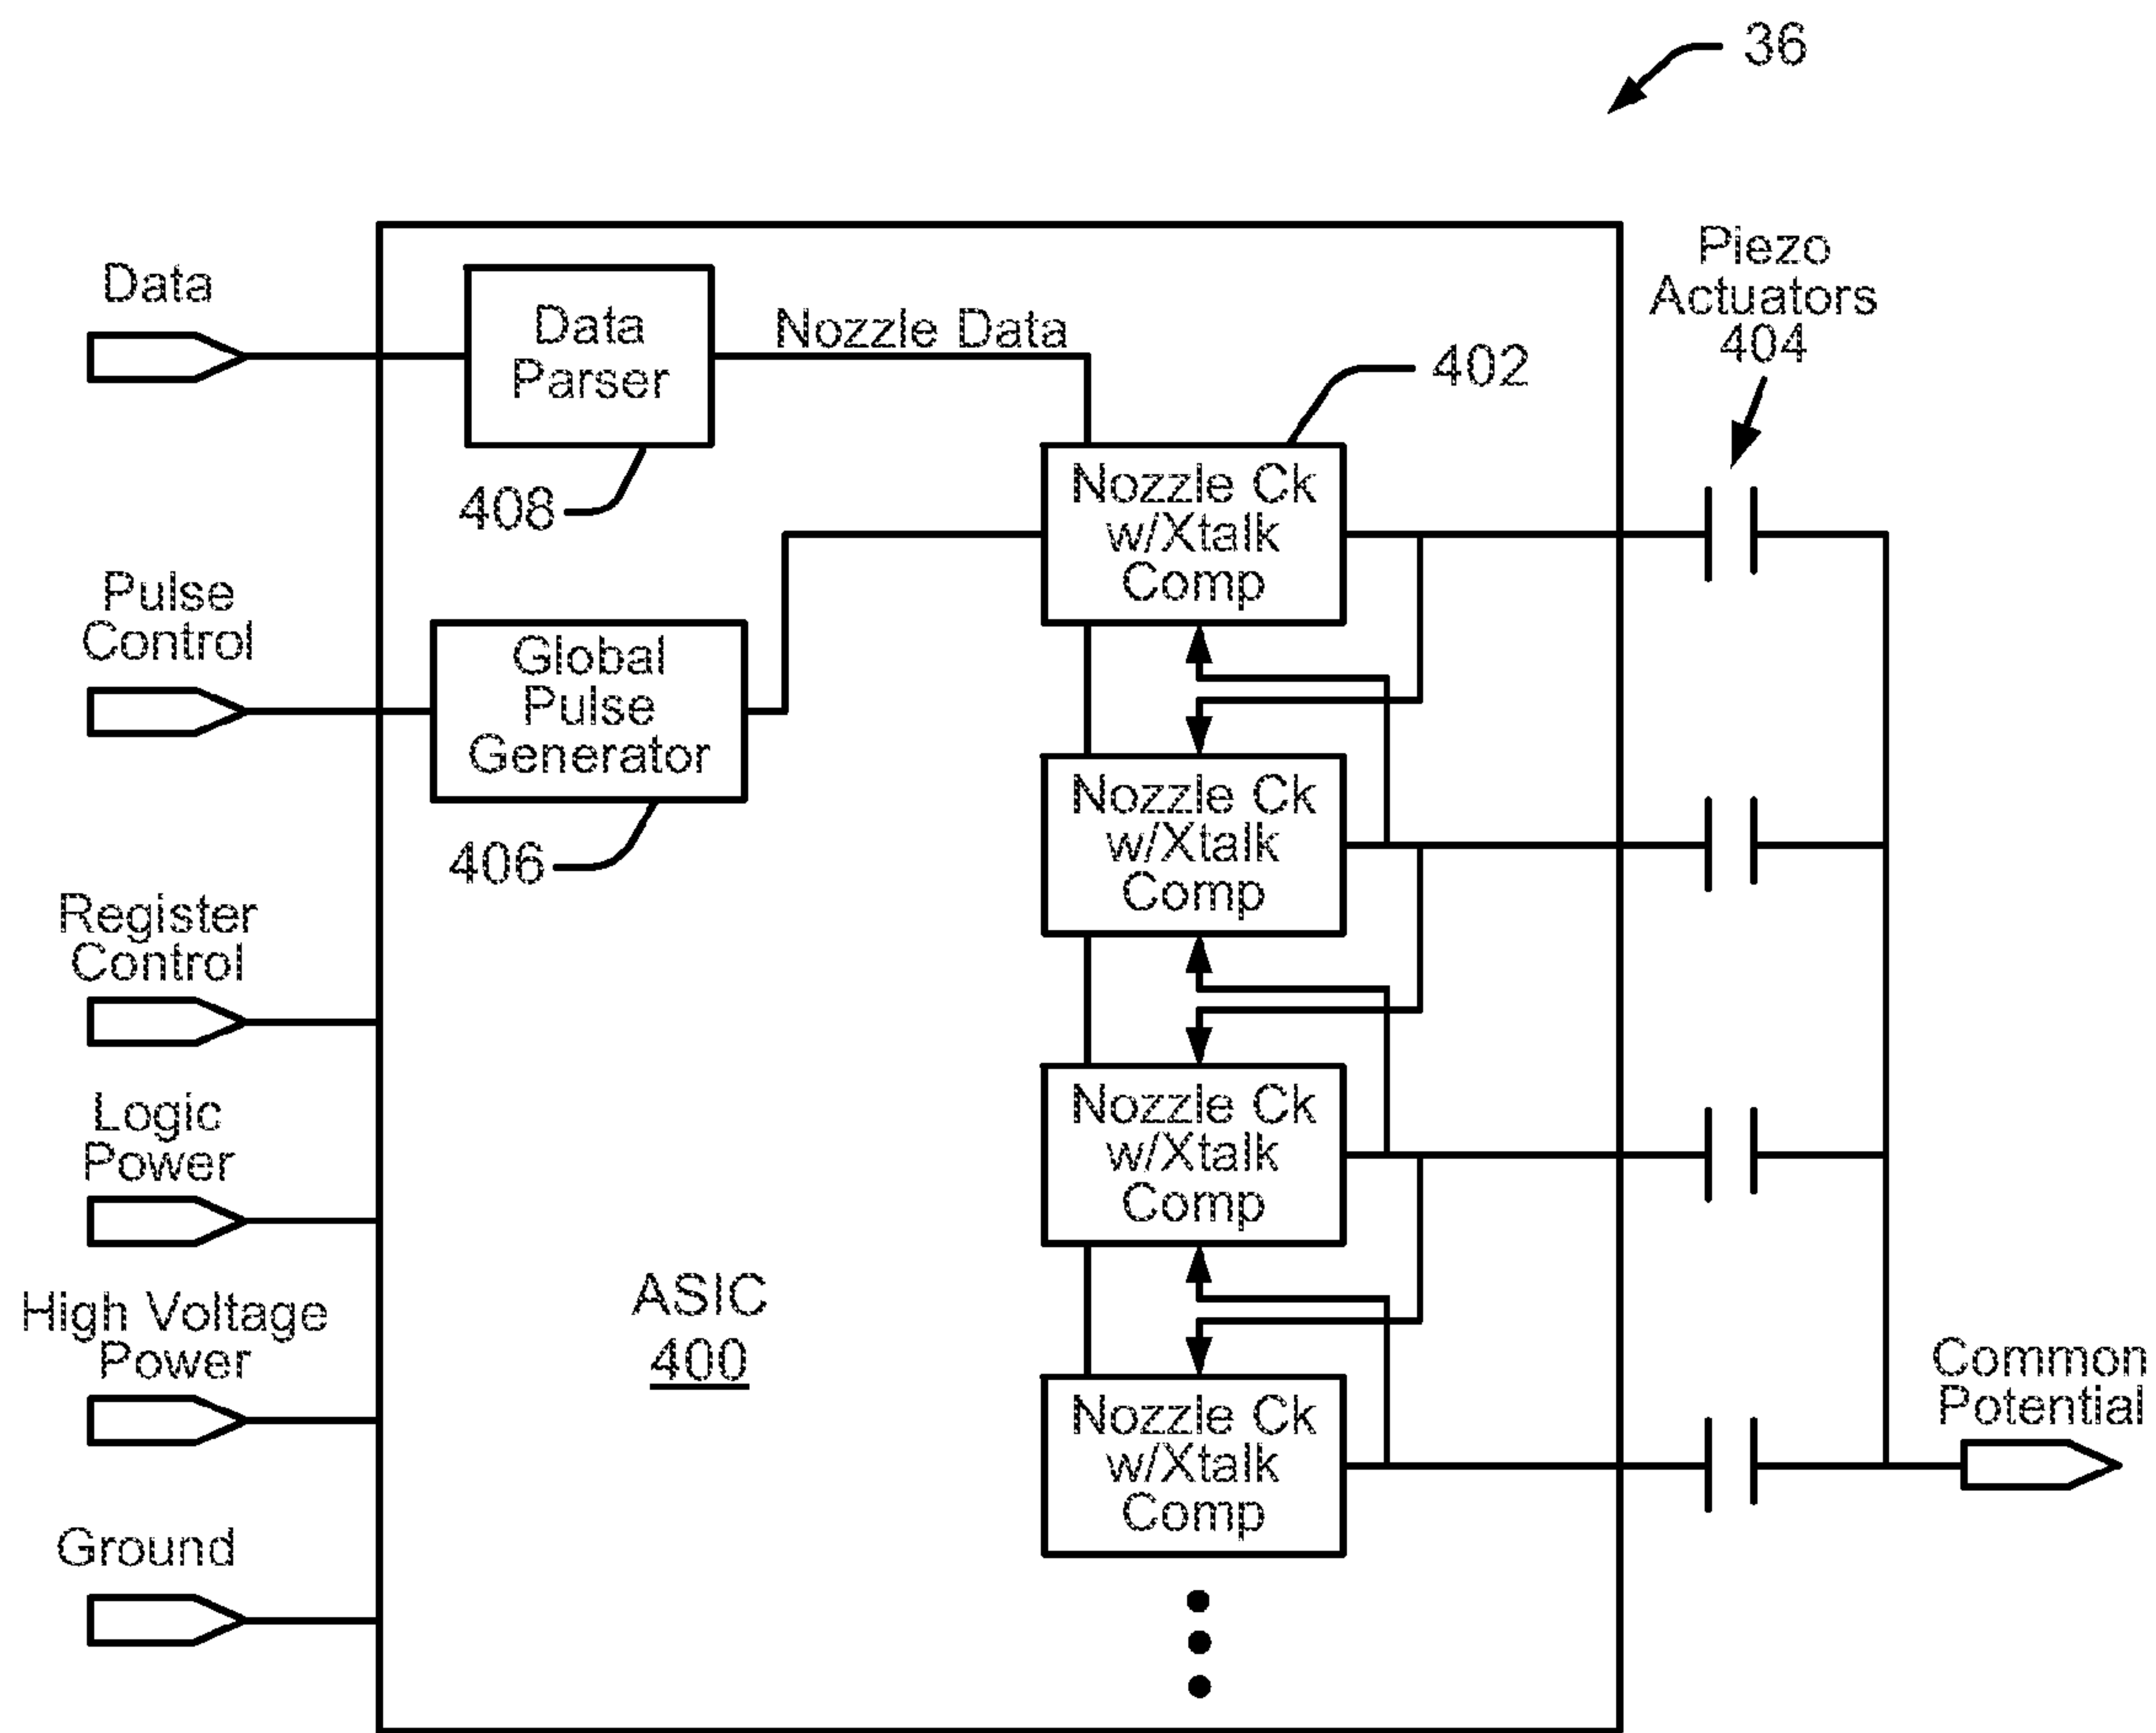 36
Data
Data
Parser
408
Nozzle Data
402
Piezo
Actuators
404
Nozzle Ck
w/Xtalk
Comp
Pulse
Control
Global
Pulse
Generator
406
Nozzle Ck
w/Xtalk
Comp
Register
Control
Nozzle Ck
w/Xtalk
Comp
Logic
Power
High Voltage
Power
ASIC
400
Nozzle Ck
w/Xtalk
Comp
Common
Potential
Ground